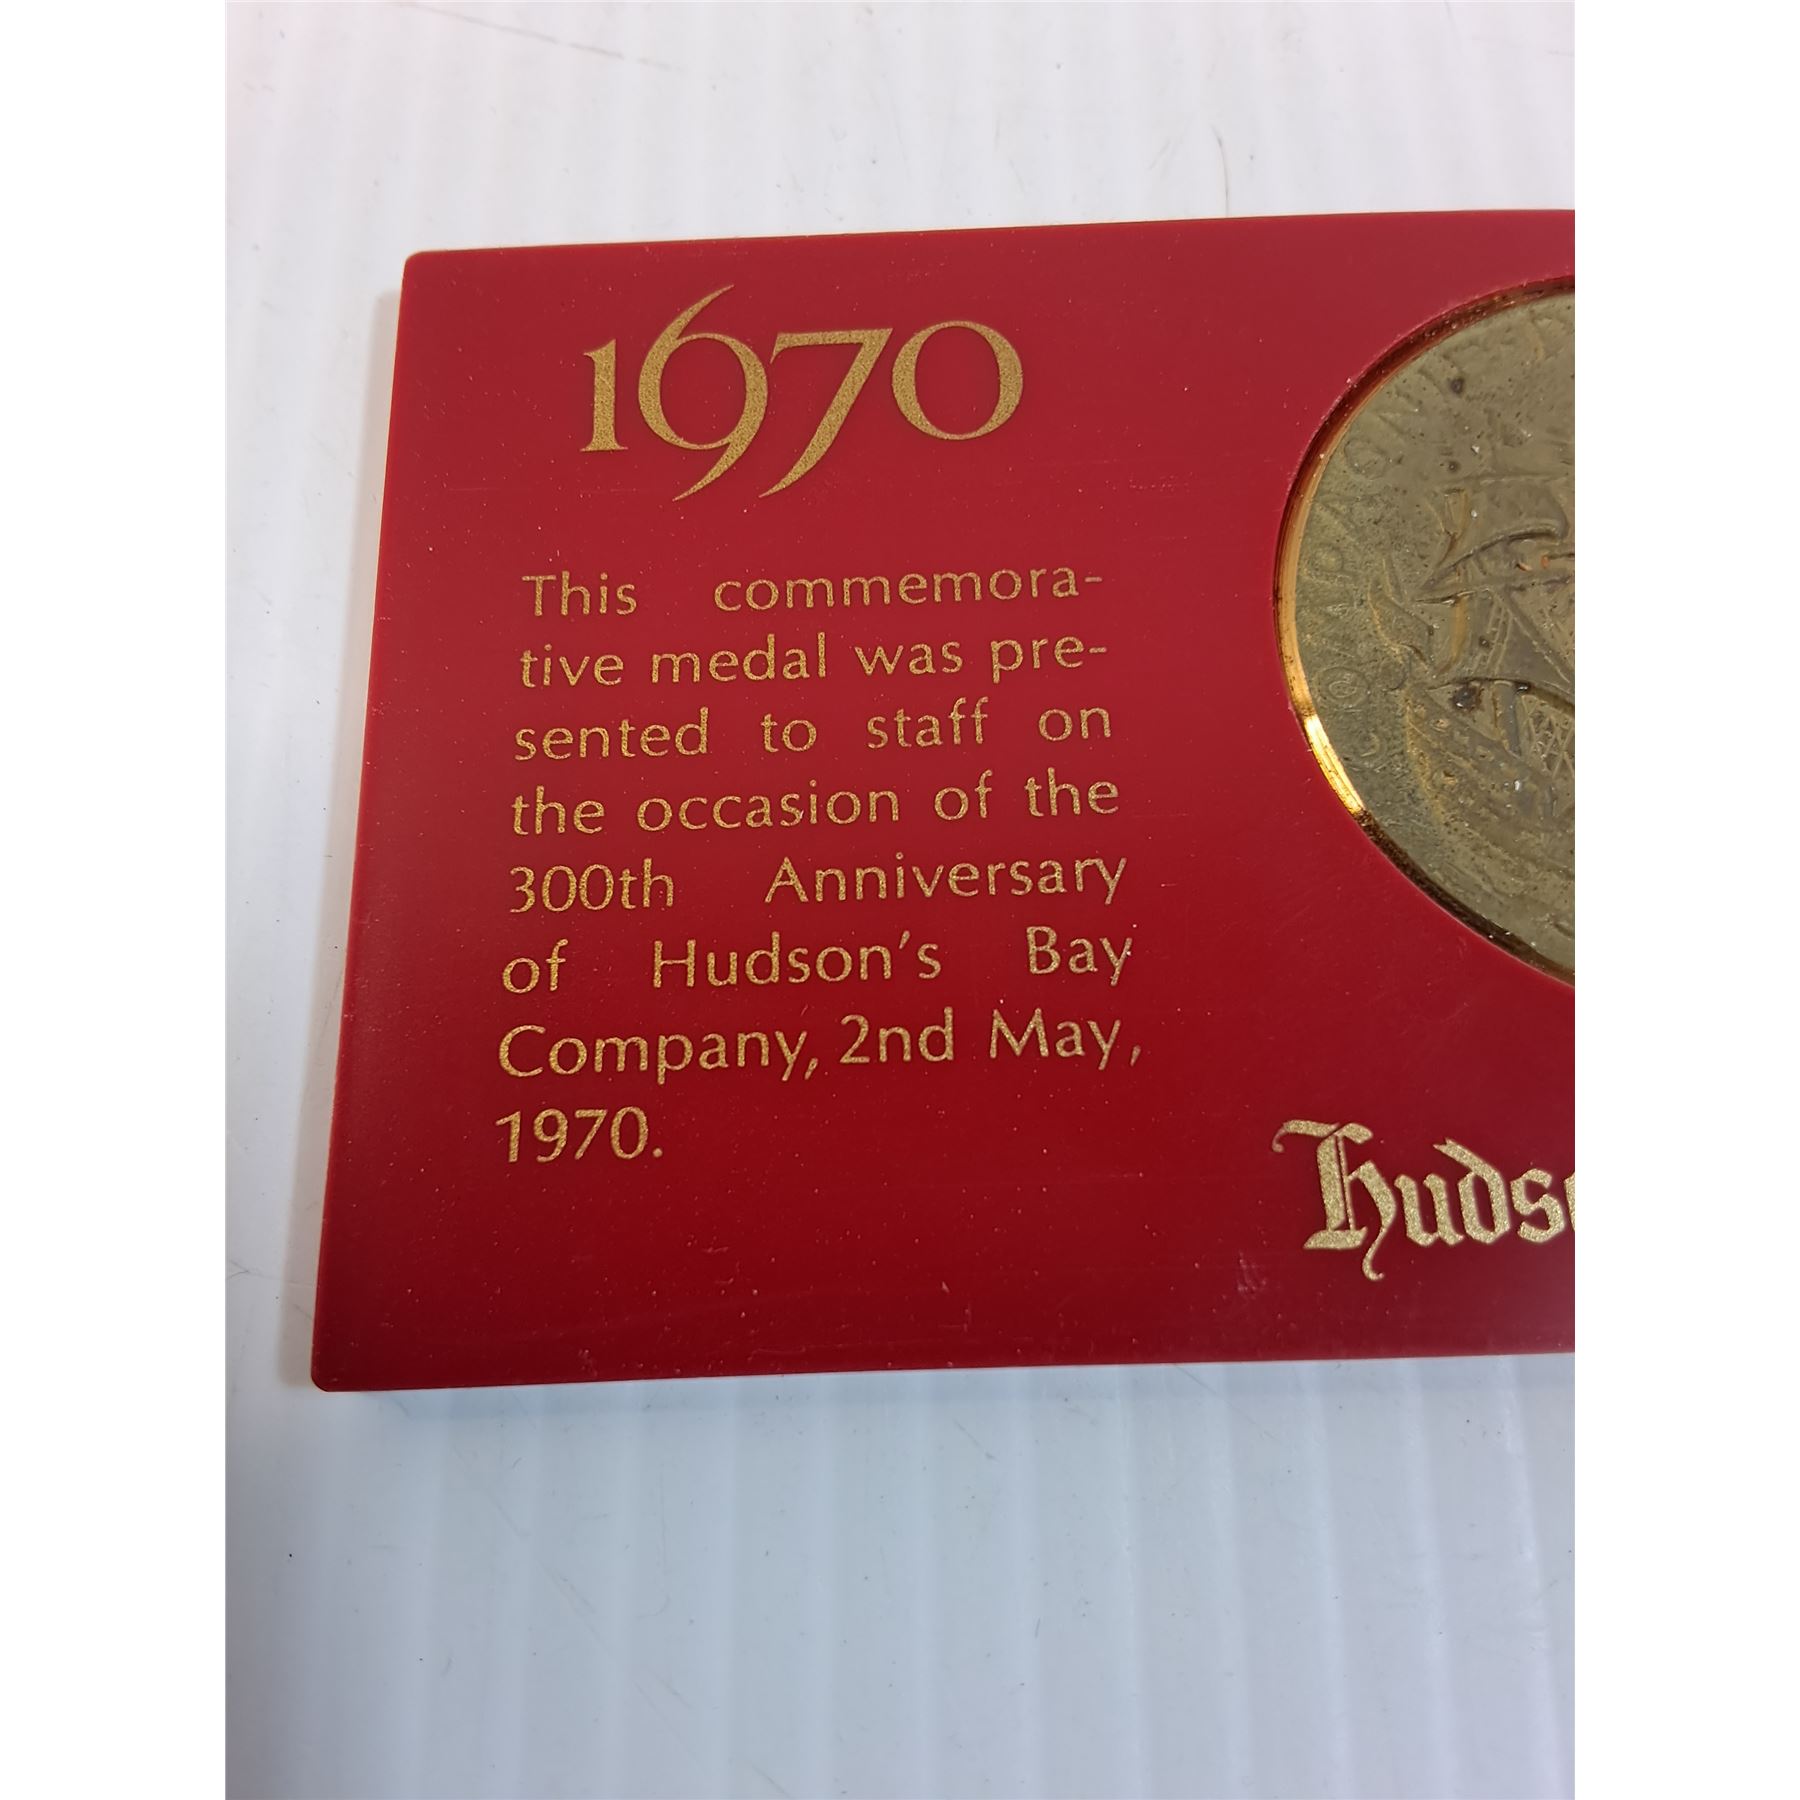 1670
This commemora-
tive medal was pre-
sented to staff on
the occasion of the
300th Anniversary
of Hudson's Bay
Company, 2nd May,
1970.
Huds